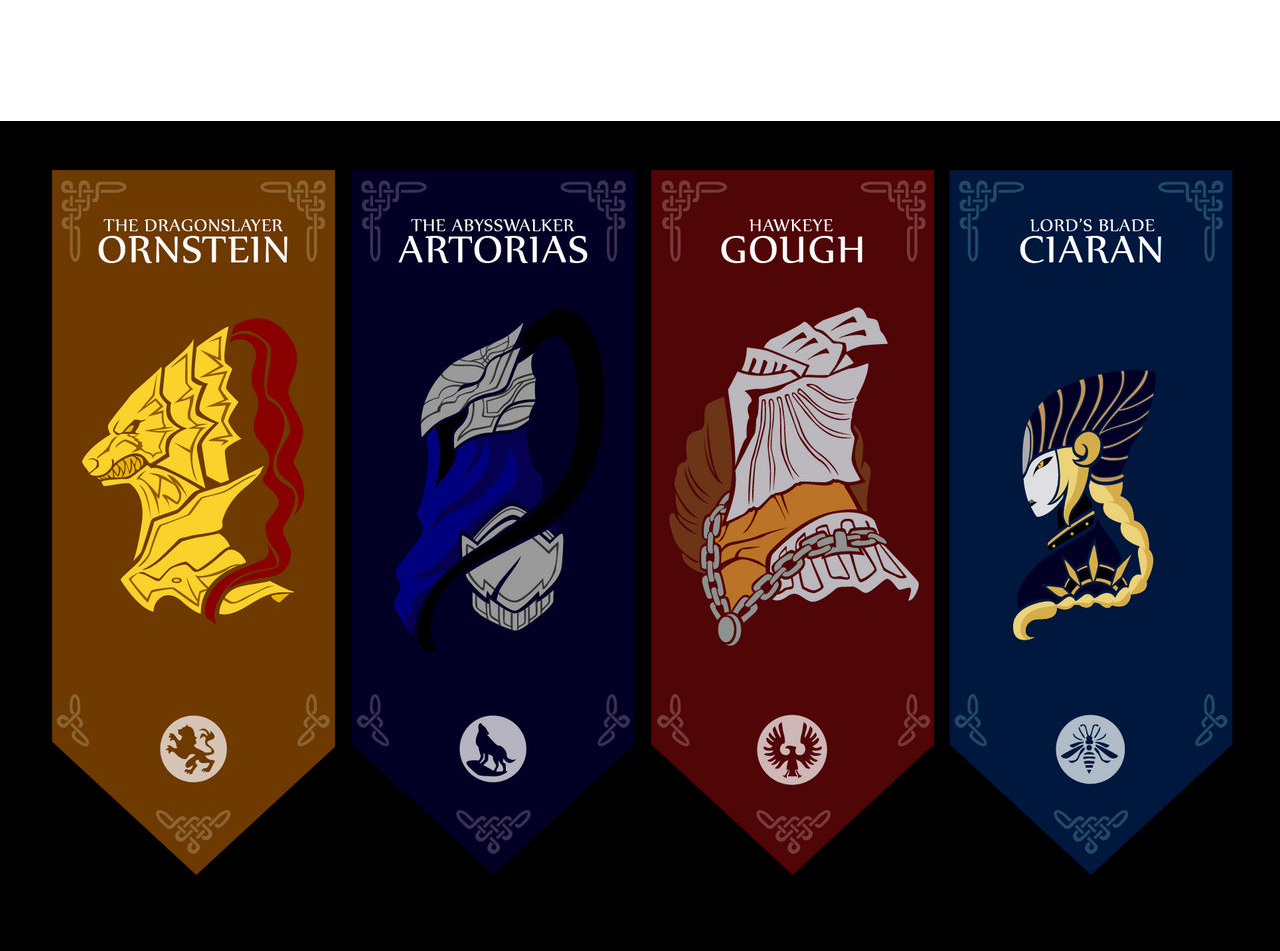 THE DRAGONSLAYER
ORNSTEIN
THE ABYSSWALKER
ARTORIAS
HAWKEYE
GOUGH
LORD'S BLADE
CIARAN